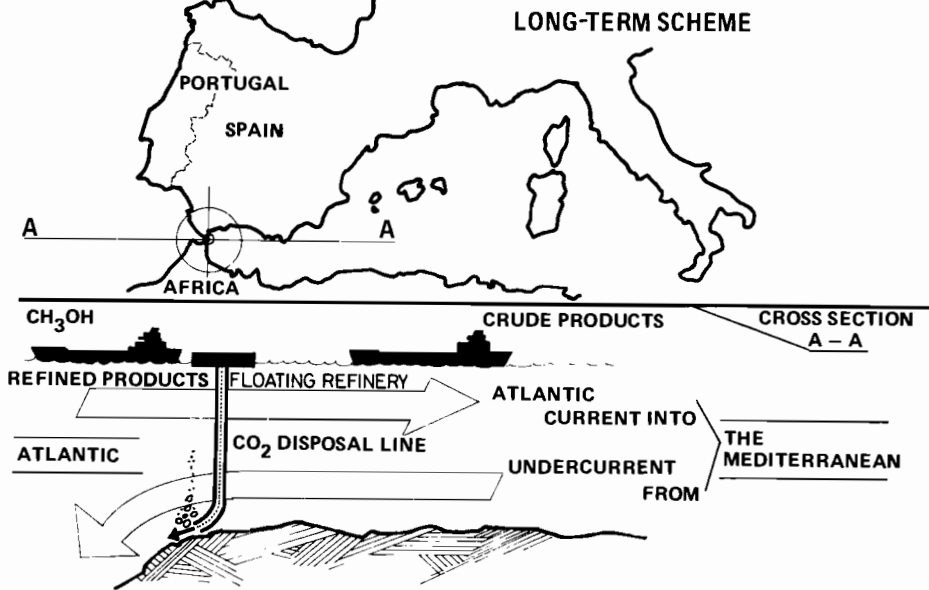 LONG-TERM SCHEME
PORTUGAL
SPAIN
A
A
AFRICA
CH₃OH
CRUDE PRODUCTS
CROSS SECTION
A – A
REFINED PRODUCTS
FLOATING REFINERY
ATLANTIC
CURRENT INTO
CO₂ DISPOSAL LINE
ATLANTIC
THE
MEDITERRANEAN
UNDERCURRENT
FROM